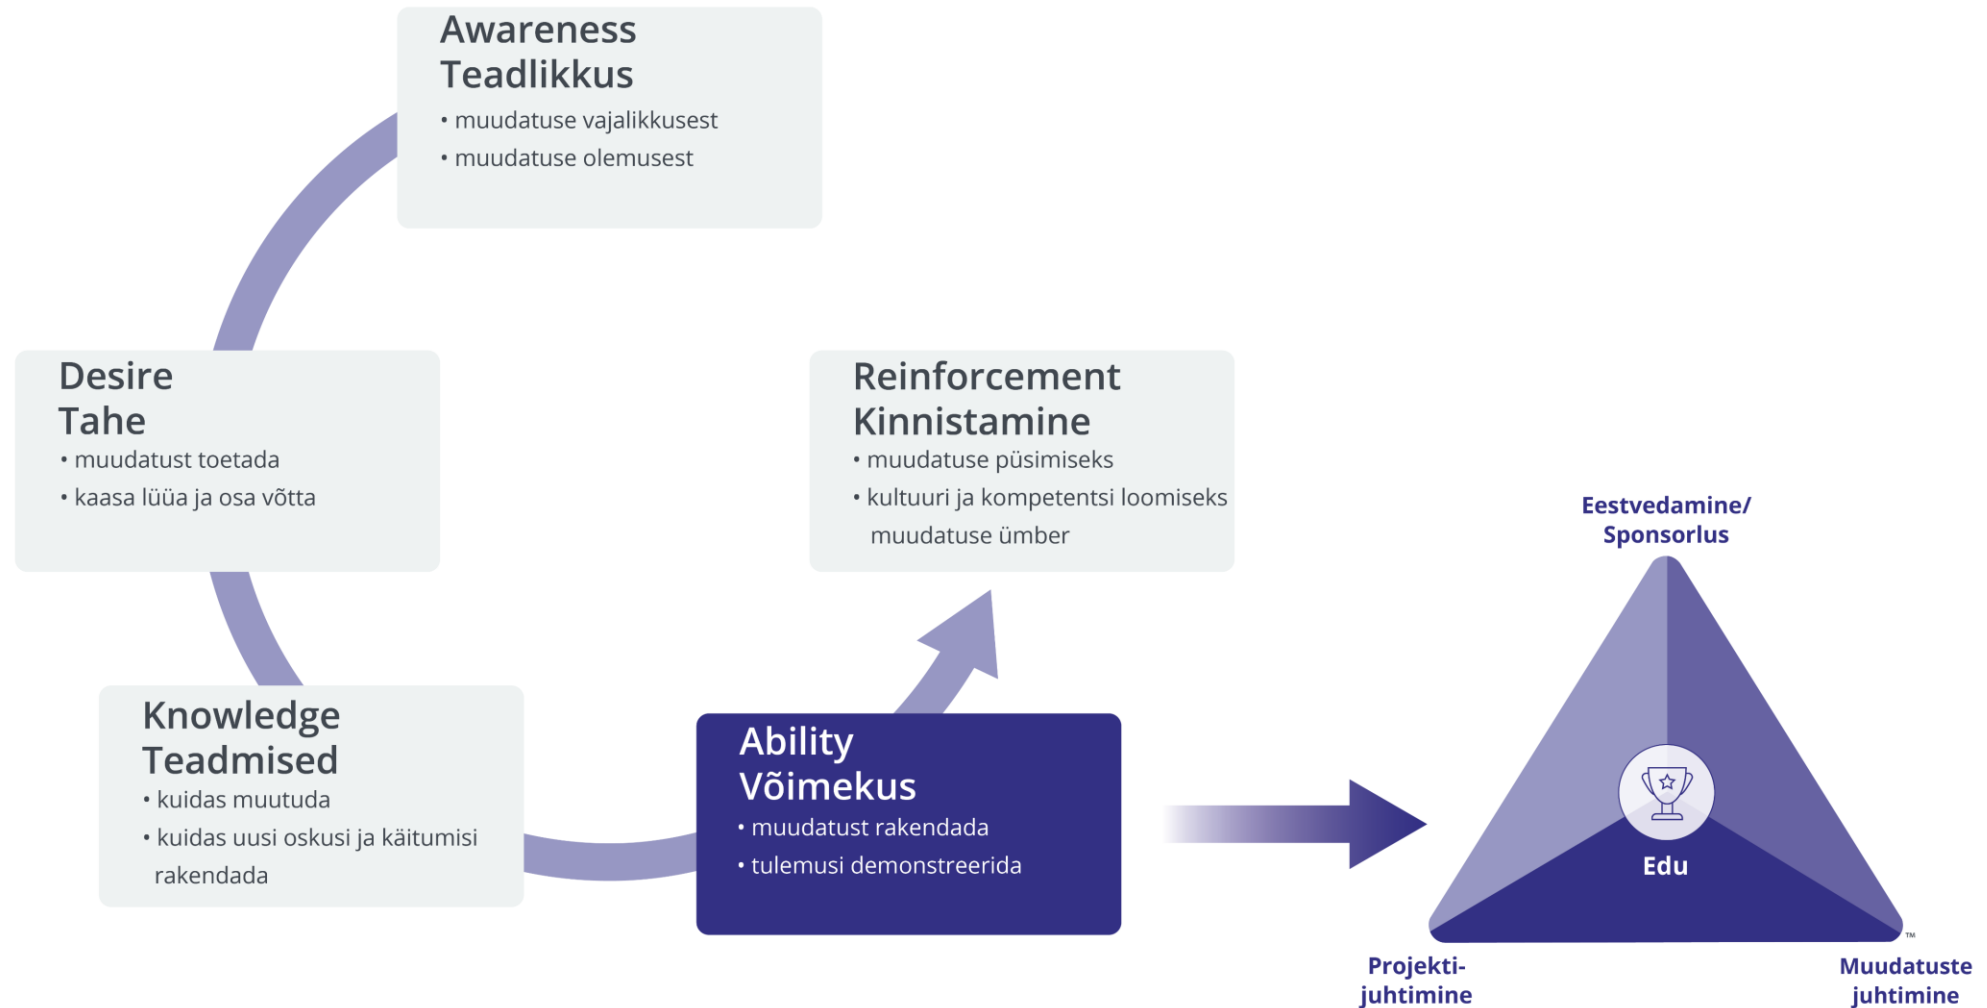 Awareness
Teadlikkus
• muudatuse vajalikkusest
• muudatuse olemusest
Desire
Tahe
• muudatust toetada
• kaasa lüüa ja osa võtta
Knowledge
Teadmised
• kuidas muutuda
• kuidas uusi oskusi ja käitumisi
rakendada
Ability
Võimekus
• muudatust rakendada
• tulemusi demonstreerida
Reinforcement
Kinnistamine
• muudatuse püsimiseks
• kultuuri ja kompetentsi loomiseks
muudatuse ümber
Eestvedamine/
Sponsorlus
Edu
TM
Projekti-
juhtimine
Muudatuste
juhtimine